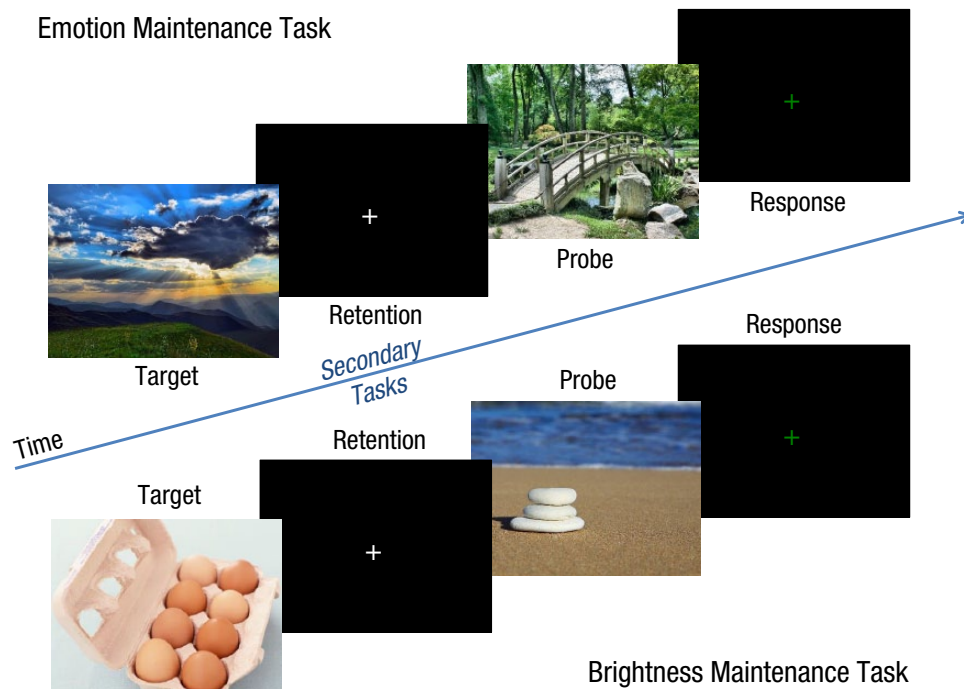 Emotion Maintenance Task
Response
Probe
Retention
Target
Secondary
Tasks
Time
Response
Probe
Retention
Target
Brightness Maintenance Task